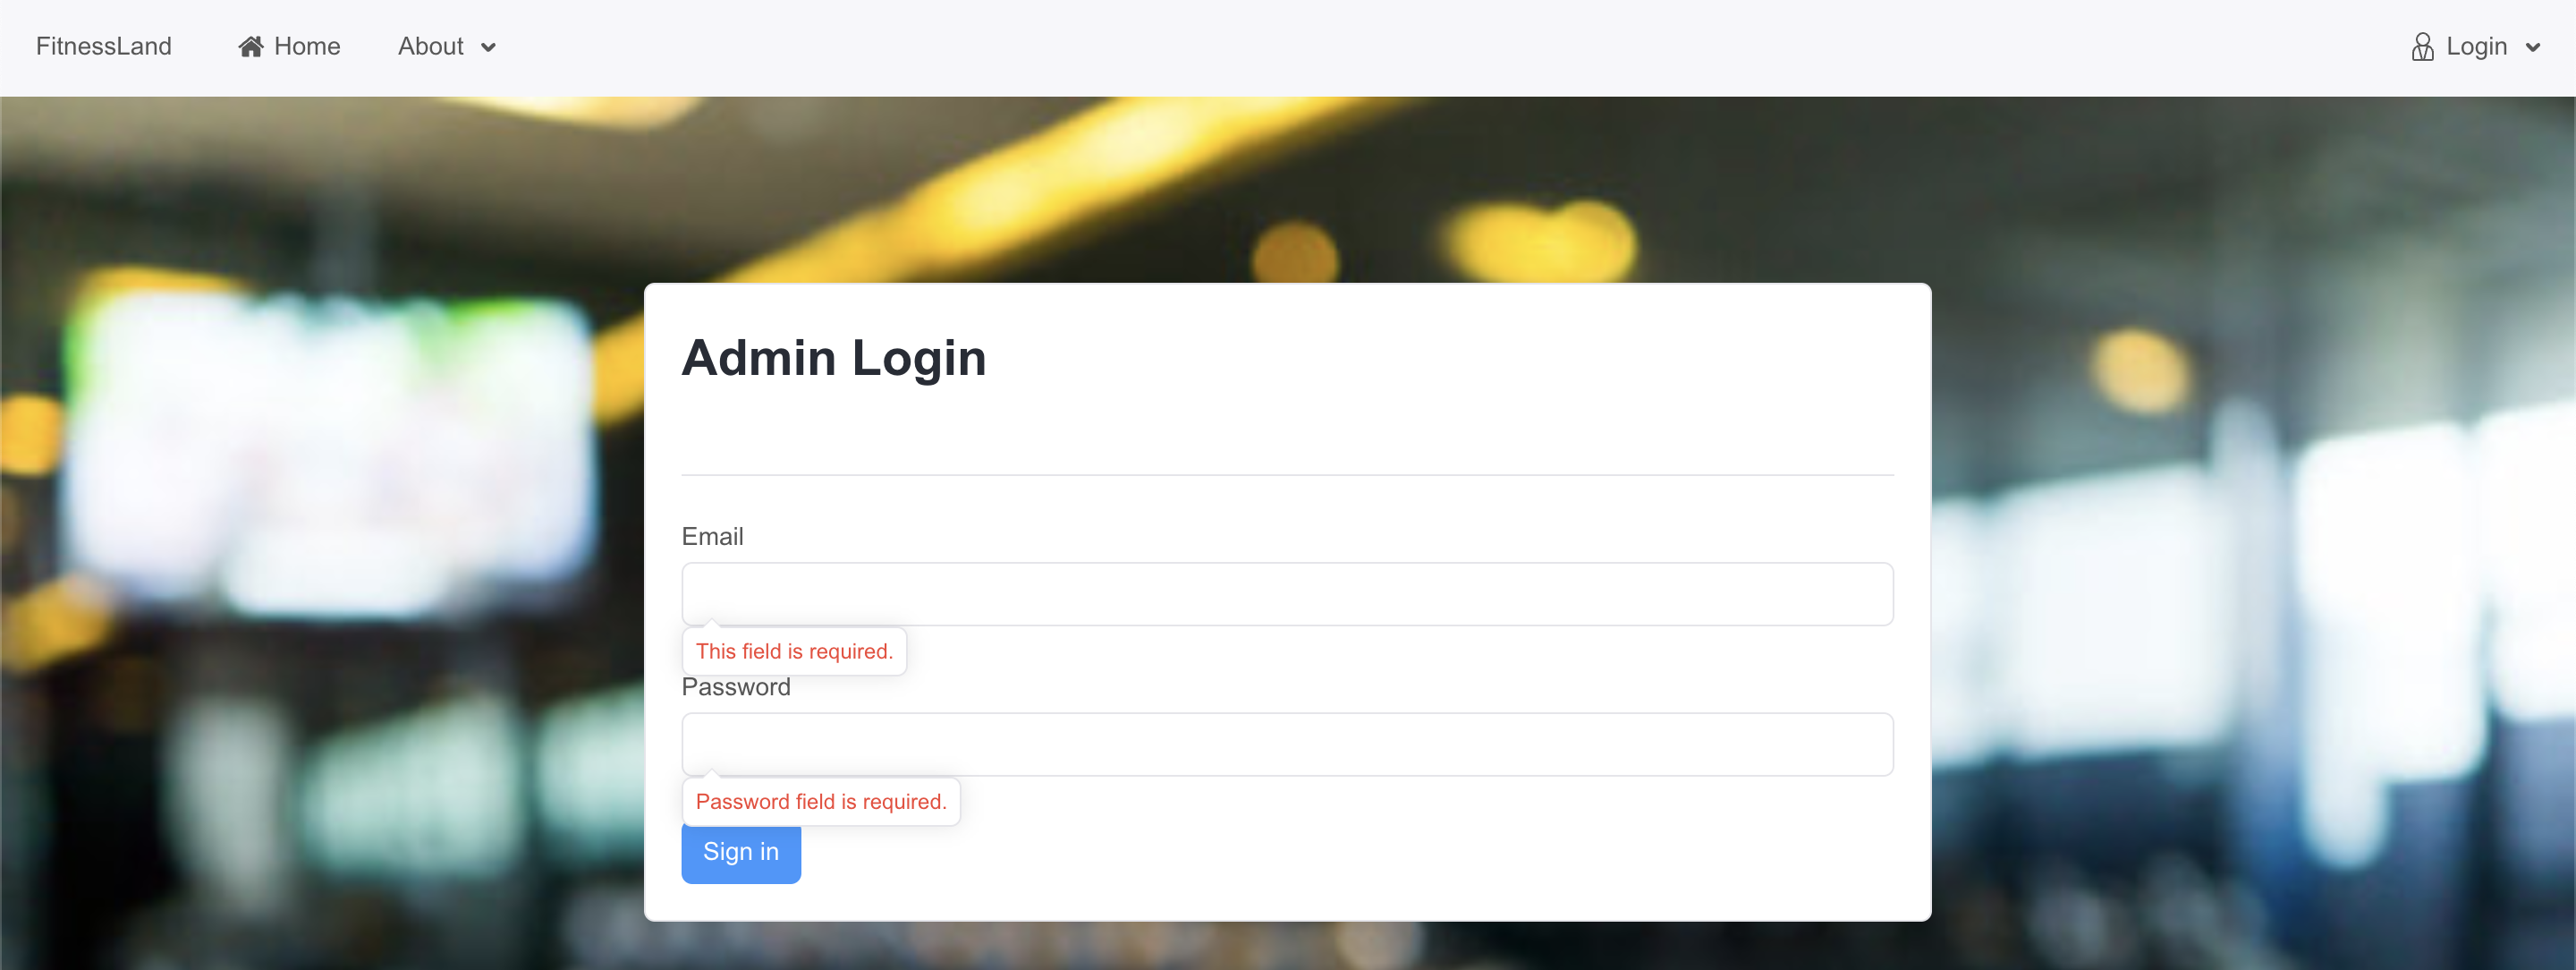 FitnessLand Home About Login
Admin Login
Email
This field is required.
Password
Password field is required.
Sign in